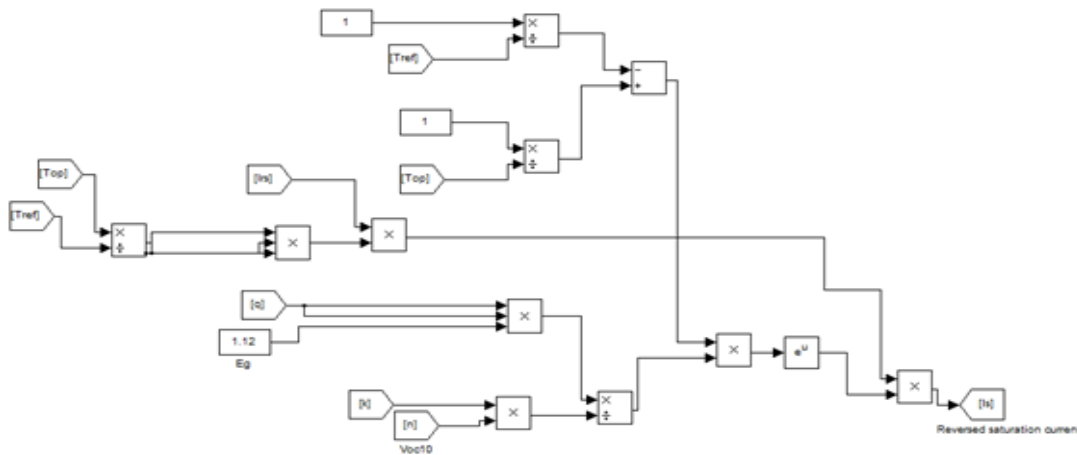 1
×
÷
[Tref]
−
+
1
×
÷
[Top]
[Top]
[Irs]
[Tref]
×
÷
×
×
[q]
×
1.12
Eg
×
e^u
[k]
×
÷
×
[Is]
[n]
×
Voc10
Reversed saturation curren